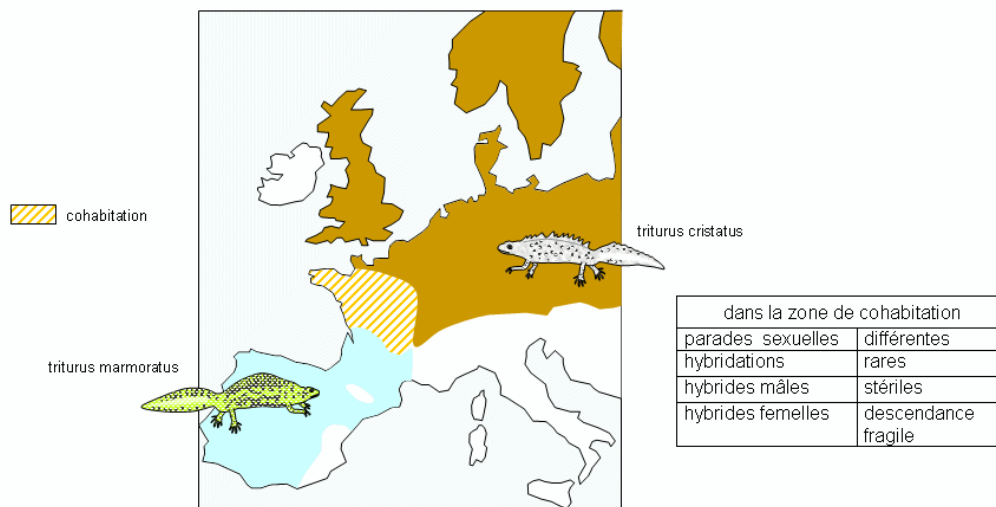 cohabitation
triturus cristatus
triturus marmoratus
dans la zone de cohabitation
parades sexuelles différentes
hybridations rares
hybrides mâles stériles
hybrides femelles descendance
fragile